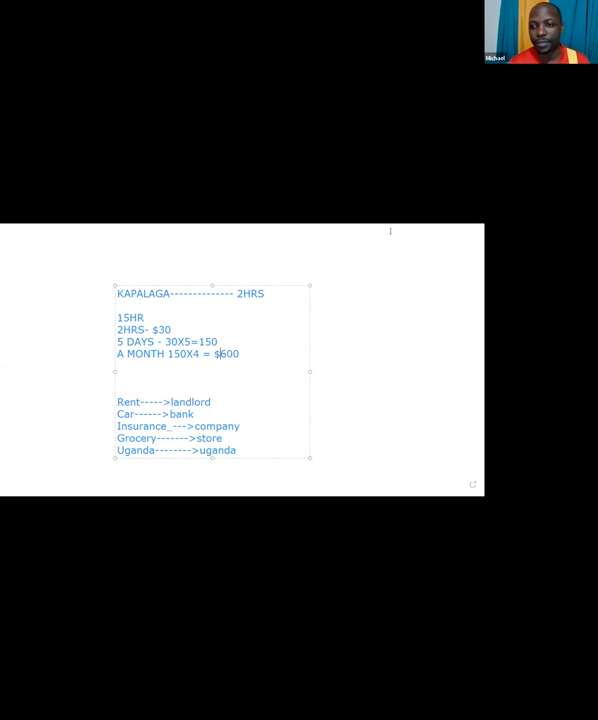 Michael
KAPALAGA-------------- 2HRS
15HR
2HRS- $30
5 DAYS - 30X5=150
A MONTH 150X4 = $600
Rent----->landlord
Car------>bank
Insurance_--->company
Grocery------->store
Uganda-------->uganda